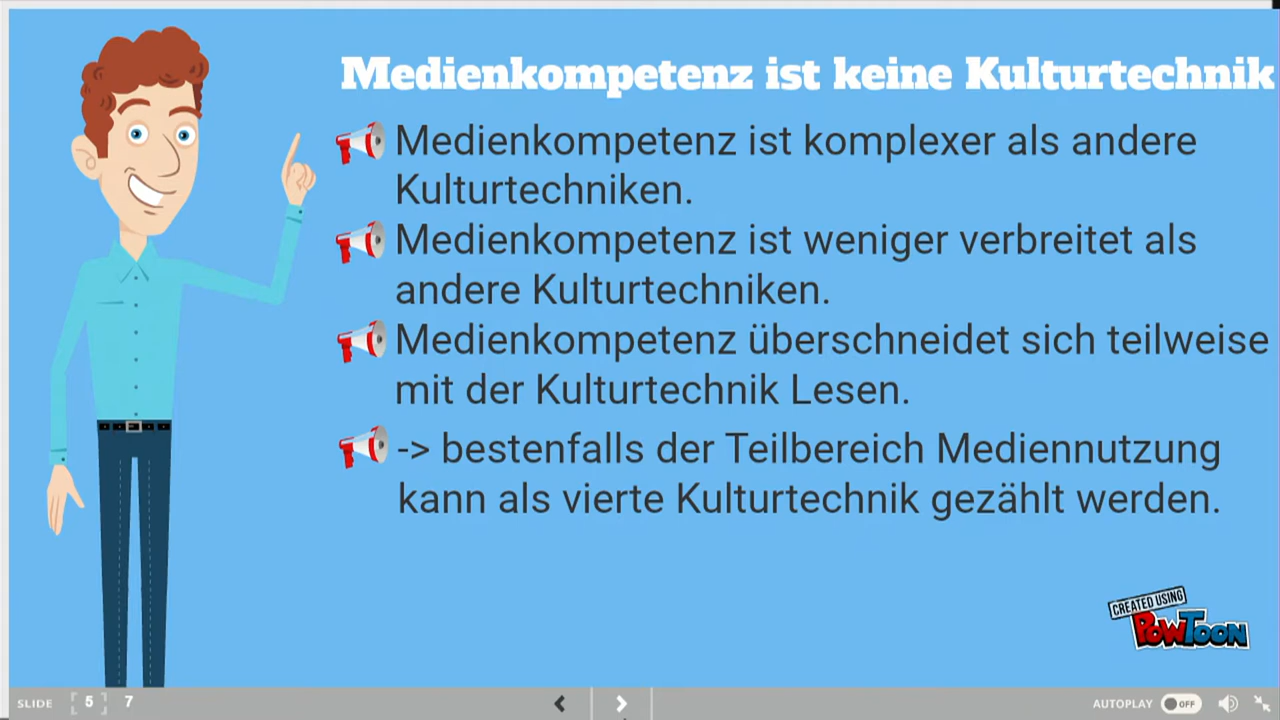 Medienkompetenz ist keine Kulturtechnik
Medienkompetenz ist komplexer als andere
Kulturtechniken.
Medienkompetenz ist weniger verbreitet als
andere Kulturtechniken.
Medienkompetenz überschneidet sich teilweise
mit der Kulturtechnik Lesen.
-> bestenfalls der Teilbereich Mediennutzung
kann als vierte Kulturtechnik gezählt werden.
CREATED USING
POWTOON
SLIDE [ 5 ] 7
AUTOPLAY OFF